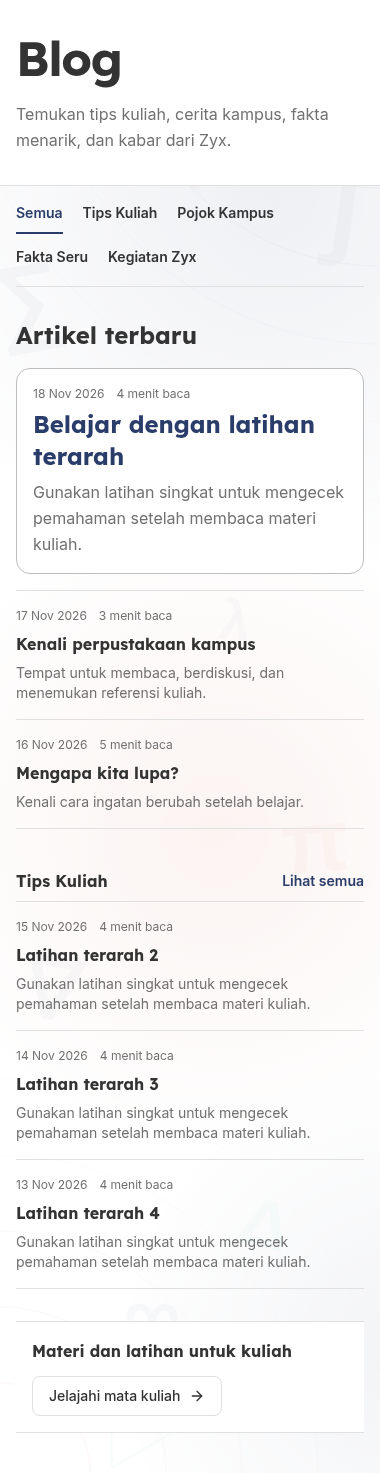 Blog
Temukan tips kuliah, cerita kampus, fakta
menarik, dan kabar dari Zyx.
Semua Tips Kuliah Pojok Kampus
Fakta Seru Kegiatan Zyx
Artikel terbaru
18 Nov 2026 4 menit baca
Belajar dengan latihan
terarah
Gunakan latihan singkat untuk mengecek
pemahaman setelah membaca materi
kuliah.
17 Nov 2026 3 menit baca
Kenali perpustakaan kampus
Tempat untuk membaca, berdiskusi, dan
menemukan referensi kuliah.
16 Nov 2026 5 menit baca
Mengapa kita lupa?
Kenali cara ingatan berubah setelah belajar.
Tips Kuliah Lihat semua
15 Nov 2026 4 menit baca
Latihan terarah 2
Gunakan latihan singkat untuk mengecek
pemahaman setelah membaca materi kuliah.
14 Nov 2026 4 menit baca
Latihan terarah 3
Gunakan latihan singkat untuk mengecek
pemahaman setelah membaca materi kuliah.
13 Nov 2026 4 menit baca
Latihan terarah 4
Gunakan latihan singkat untuk mengecek
pemahaman setelah membaca materi kuliah.
Materi dan latihan untuk kuliah
Jelajahi mata kuliah →